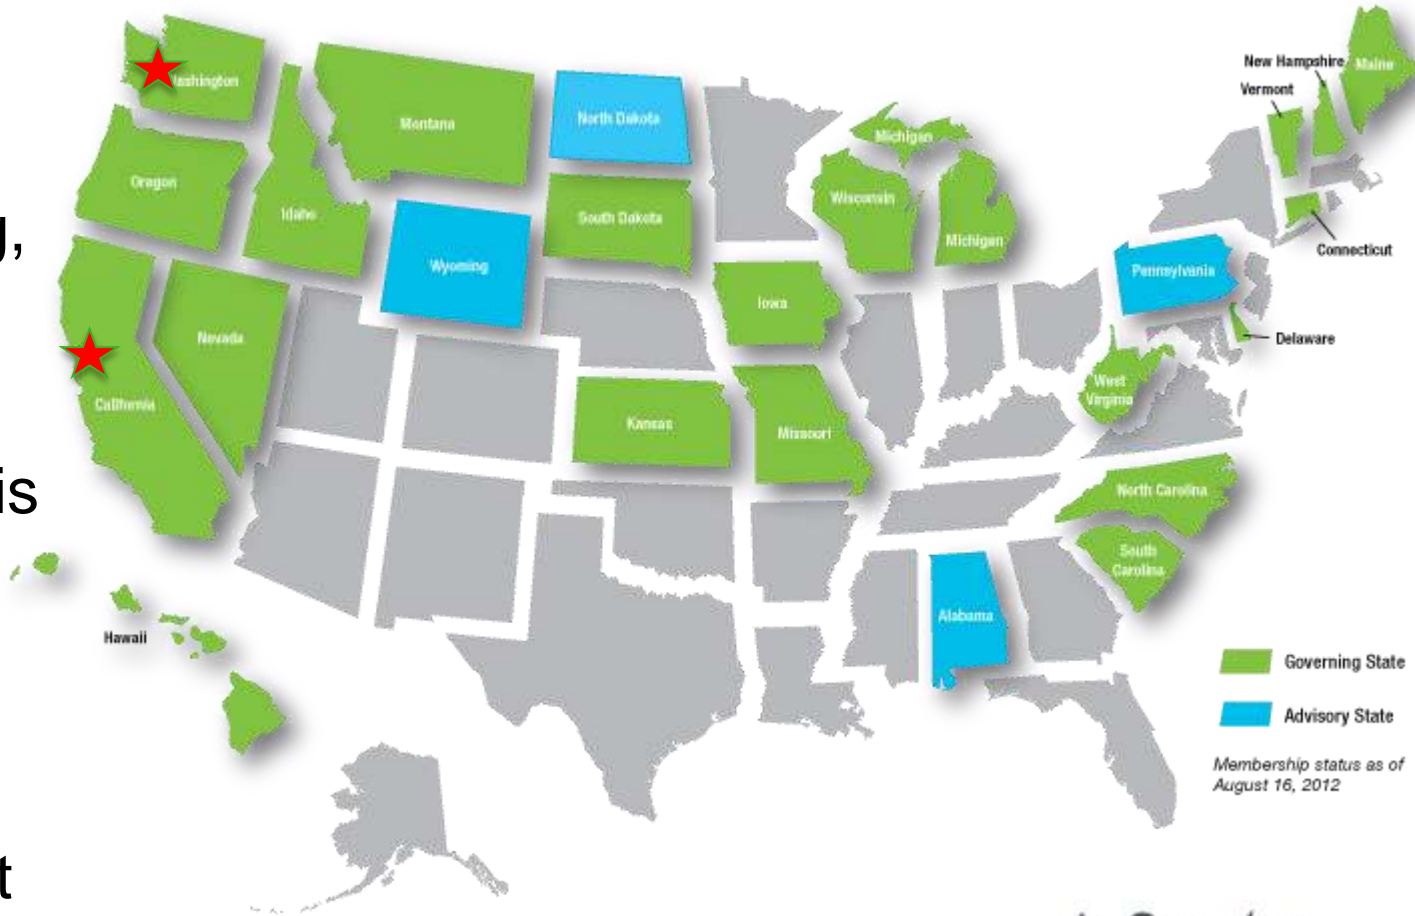 New Hampshire
Maine
Vermont
Washington
North Dakota
Montana
Michigan
Oregon
Wisconsin
Idaho
South Dakota
g,
Michigan
Connecticut
Wyoming
Pennsylvania
Iowa
Nevada
Delaware
West
Virginia
California
Kansas
Missouri
is
North Carolina
South
Carolina
Alabama
Hawaii
Governing State
Advisory State
Membership status as of
August 16, 2012
t